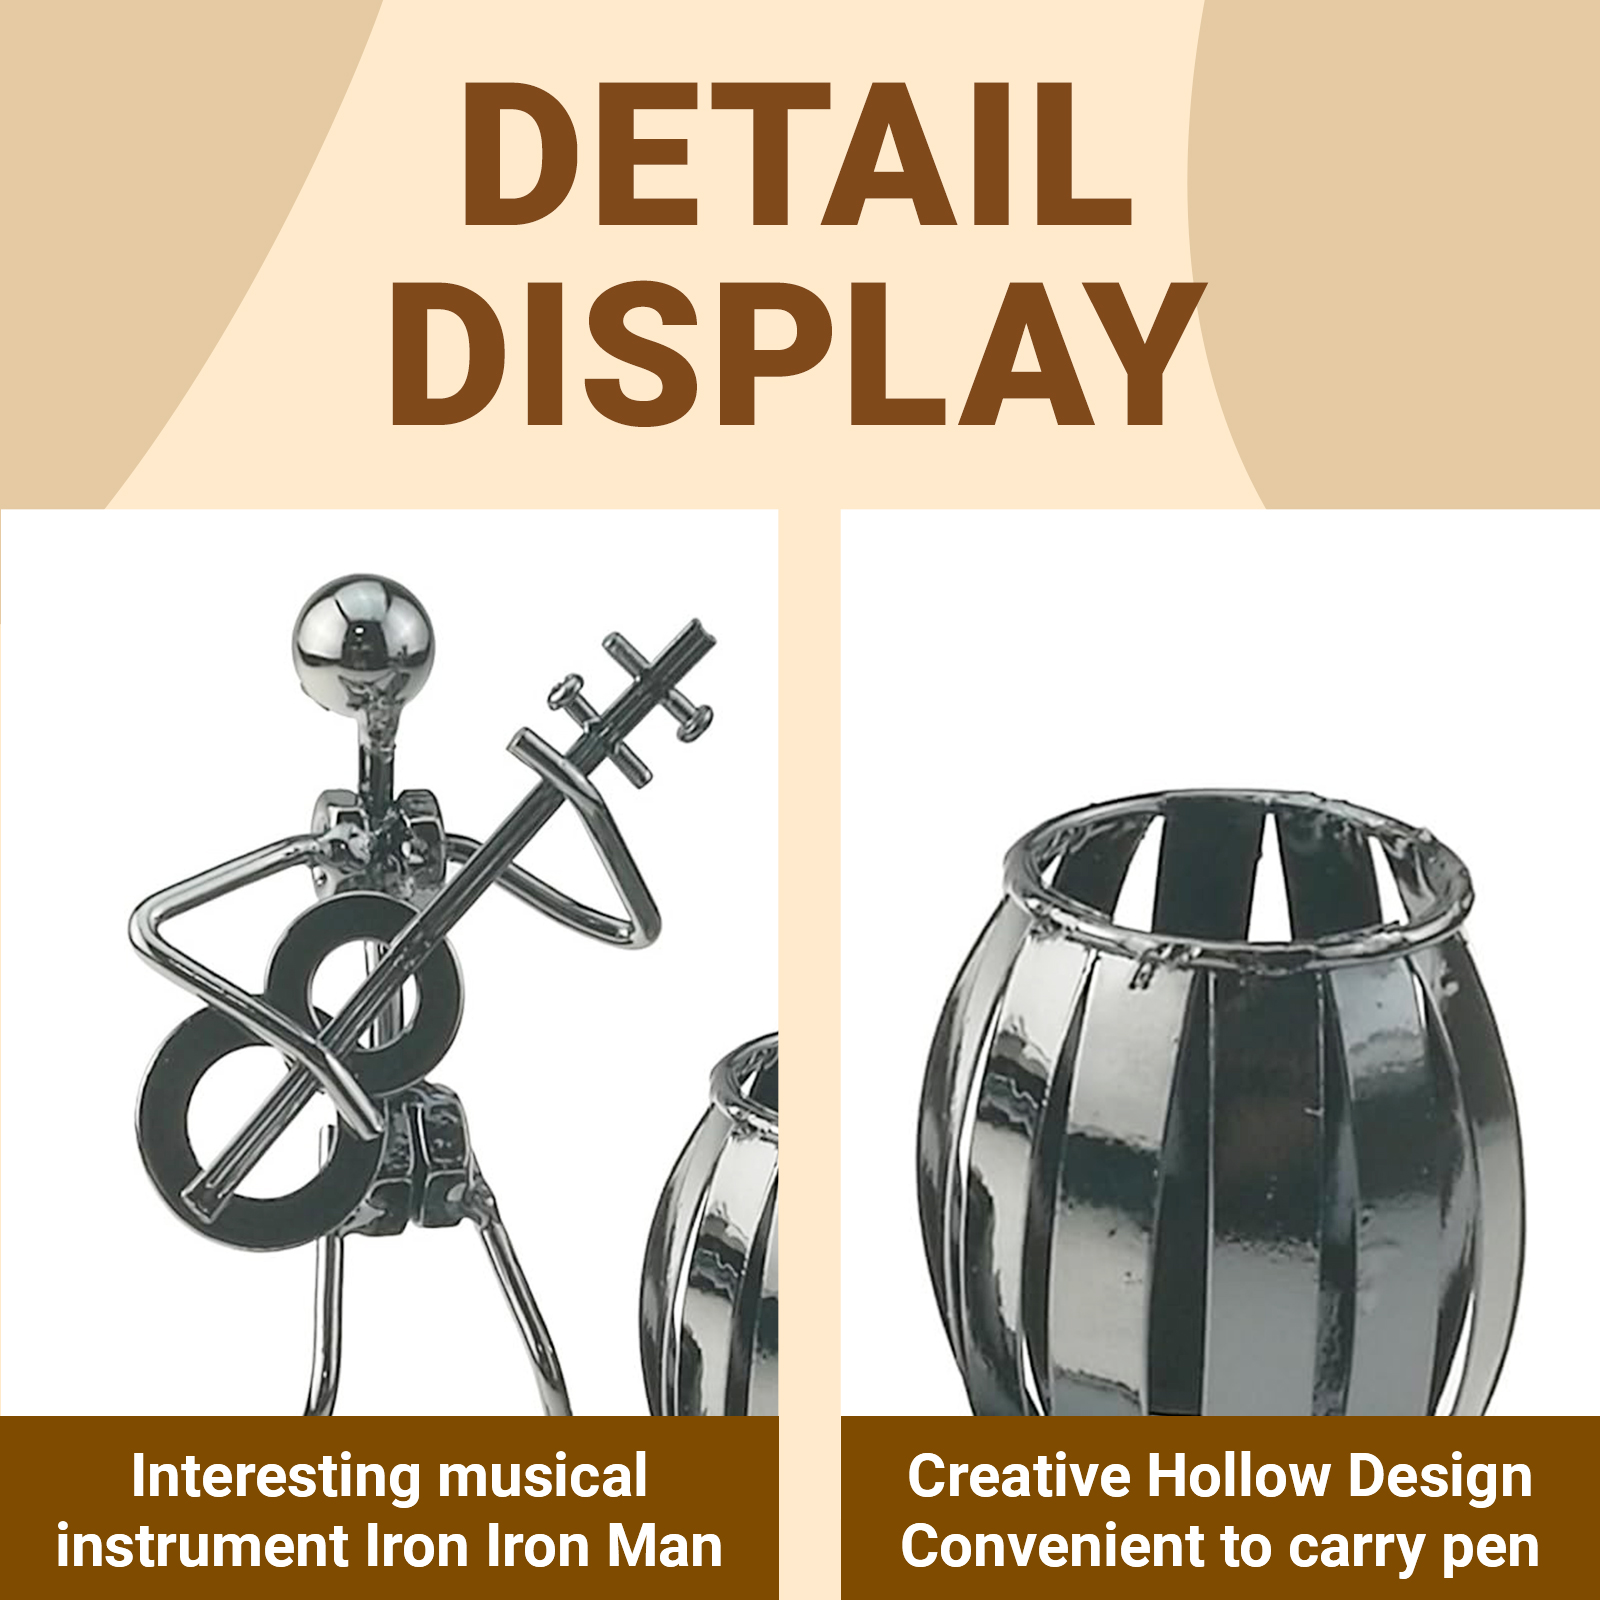 DETAIL
DISPLAY
Interesting musical
instrument Iron Iron Man
Creative Hollow Design
Convenient to carry pen